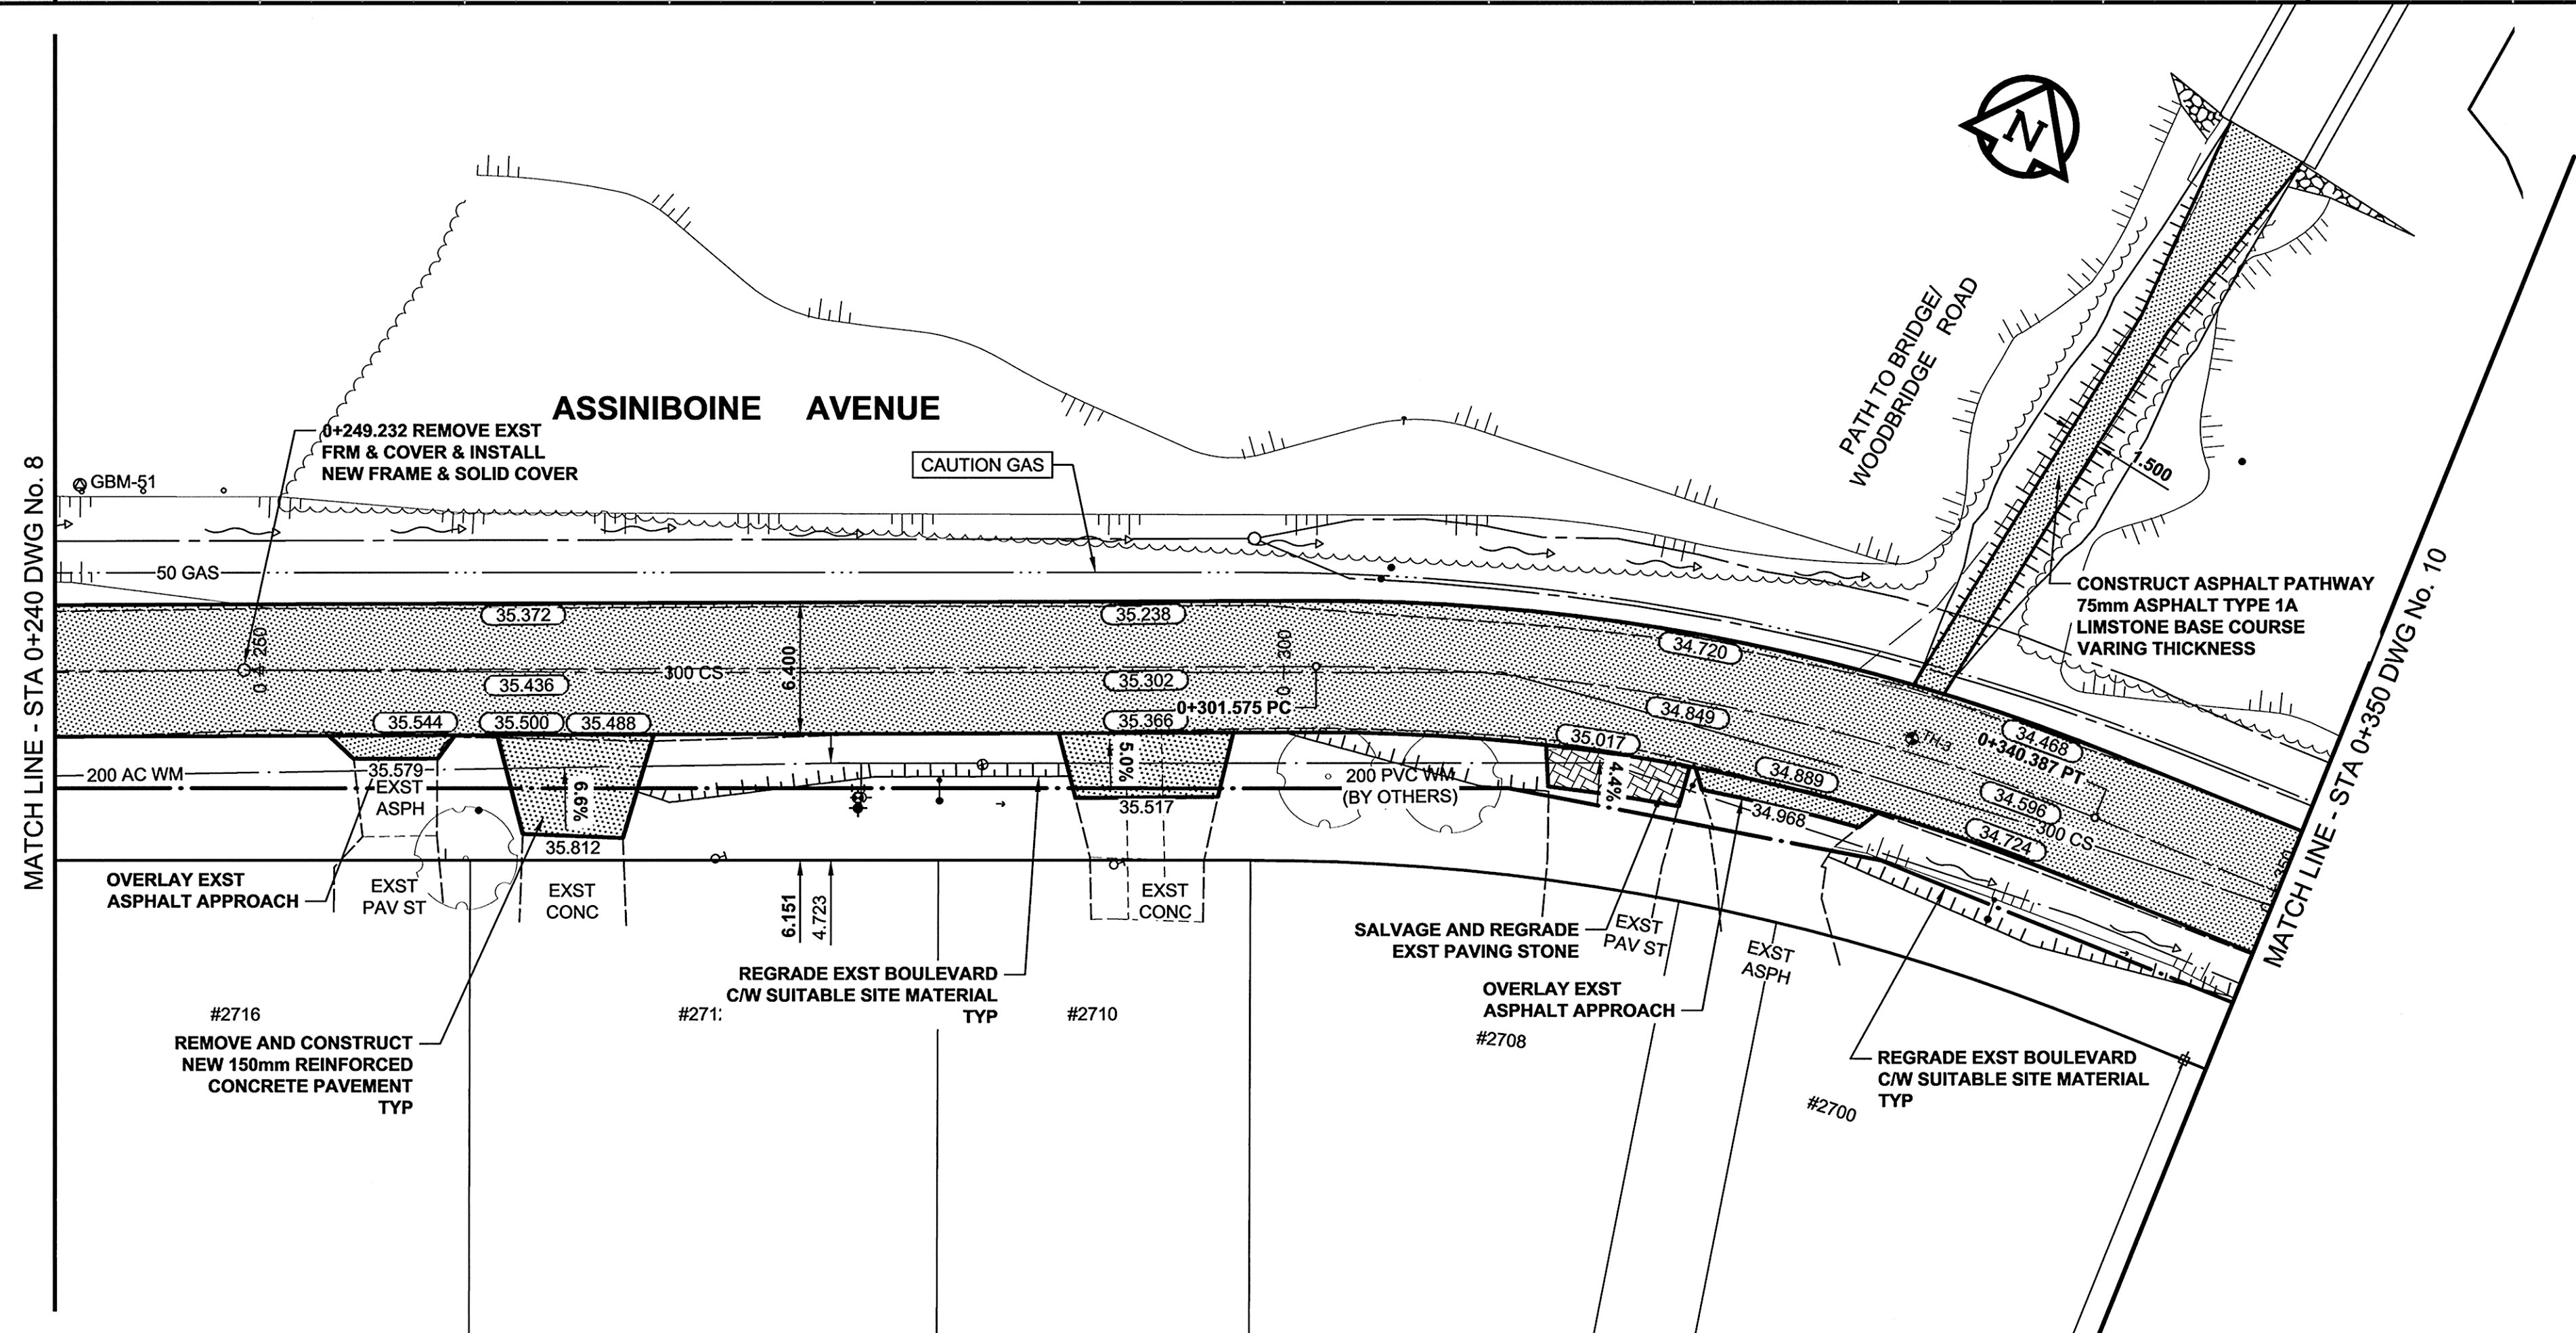 MATCH LINE - STA 0+240 DWG No. 8
N
ASSINIBOINE AVENUE
0+249.232 REMOVE EXST
FRM & COVER & INSTALL
NEW FRAME & SOLID COVER
CAUTION GAS
GBM-51
50 GAS
PATH TO BRIDGE/
WOODBRIDGE ROAD
1.500
CONSTRUCT ASPHALT PATHWAY
75mm ASPHALT TYPE 1A
LIMSTONE BASE COURSE
VARING THICKNESS
MATCH LINE - STA 0+350 DWG No. 10
35.372
35.238
34.720
0+250
300 CS
6.400
0+300
35.436
35.302
34.849
0+301.575 PC
35.544
35.500
35.488
35.366
35.017
TH-3
34.468
0+340.387 PT
34.889
34.596
300 CS
34.724
200 AC WM
35.579
EXST
ASPH
6.6%
5.0%
35.517
200 PVC WM
(BY OTHERS)
4.4%
34.968
35.812
OVERLAY EXST
ASPHALT APPROACH
EXST
PAV ST
EXST
CONC
6.151
4.723
EXST
CONC
SALVAGE AND REGRADE
EXST PAVING STONE
EXST
PAV ST
EXST
ASPH
REGRADE EXST BOULEVARD
C/W SUITABLE SITE MATERIAL
TYP
OVERLAY EXST
ASPHALT APPROACH
#2716
#2710
#2708
REMOVE AND CONSTRUCT
NEW 150mm REINFORCED
CONCRETE PAVEMENT
TYP
REGRADE EXST BOULEVARD
C/W SUITABLE SITE MATERIAL
TYP
#2700